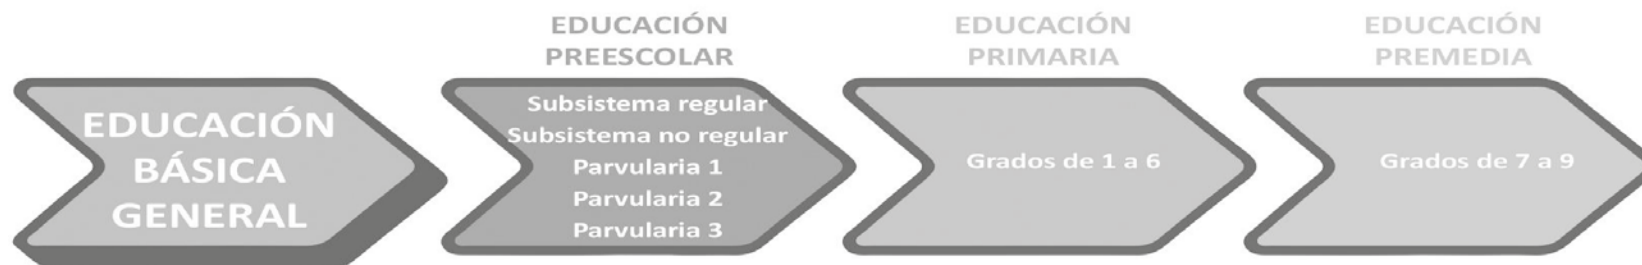 EDUCACIÓN
BÁSICA
GENERAL
EDUCACIÓN
PREESCOLAR
Subsistema regular
Subsistema no regular
Parvularia 1
Parvularia 2
Parvularia 3
EDUCACIÓN
PRIMARIA
Grados de 1 a 6
EDUCACIÓN
PREMEDIA
Grados de 7 a 9